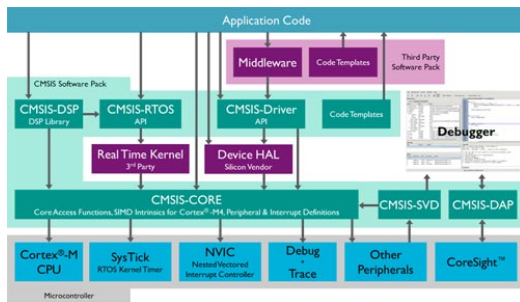 Application Code
Third Party
Software Pack
Middleware
Code Templates
CMSIS Software Pack
CMSIS-DSP
DSP Library
CMSIS-RTOS
API
CMSIS-Driver
API
Code Templates
Debugger
Real Time Kernel
3rd Party
Device HAL
Silicon Vendor
CMSIS-CORE
Core Access Functions, SIMD Intrinsics for Cortex®-M4, Peripheral & Interrupt Definitions
CMSIS-SVD
CMSIS-DAP
Cortex®-M
CPU
SysTick
RTOS Kernel Timer
NVIC
Nested Vectored
Interrupt Controller
Debug
+
Trace
Other
Peripherals
CoreSight™
Microcontroller